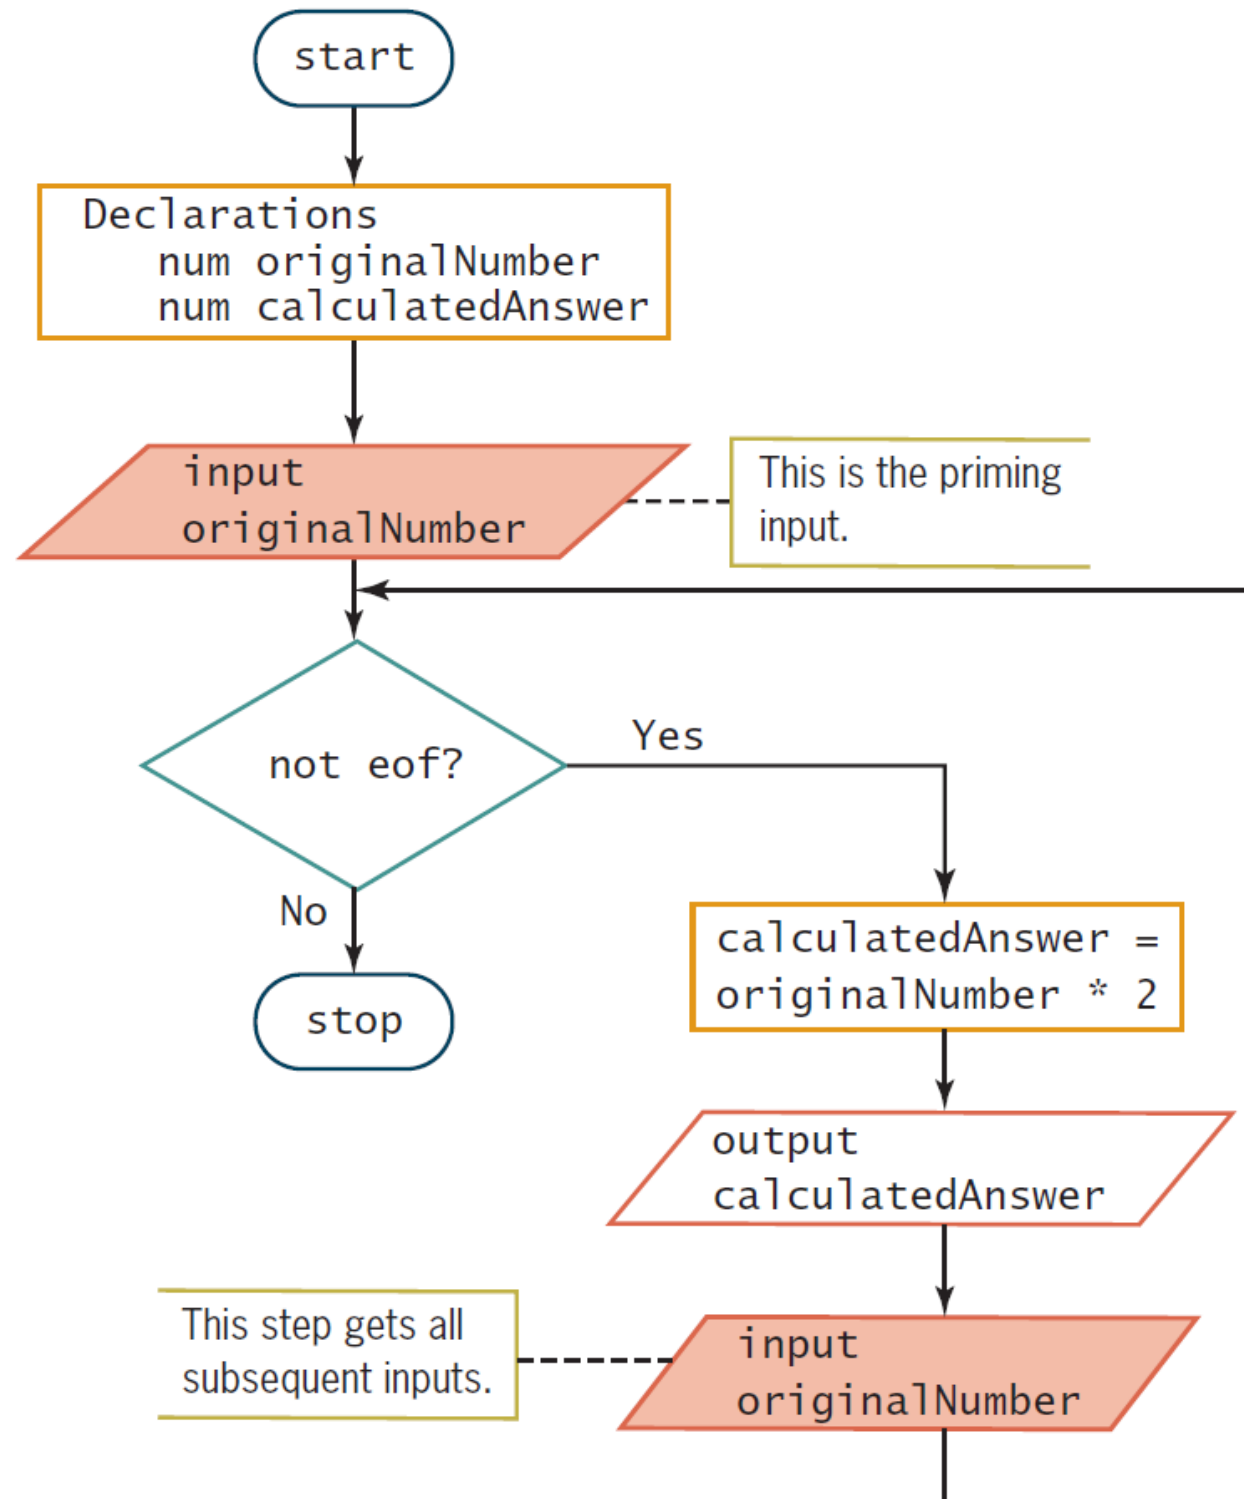 start
Declarations
num originalNumber
num calculatedAnswer
input
originalNumber
This is the priming
input.
not eof?
Yes
No
stop
calculatedAnswer =
originalNumber * 2
output
calculatedAnswer
This step gets all
subsequent inputs.
input
originalNumber